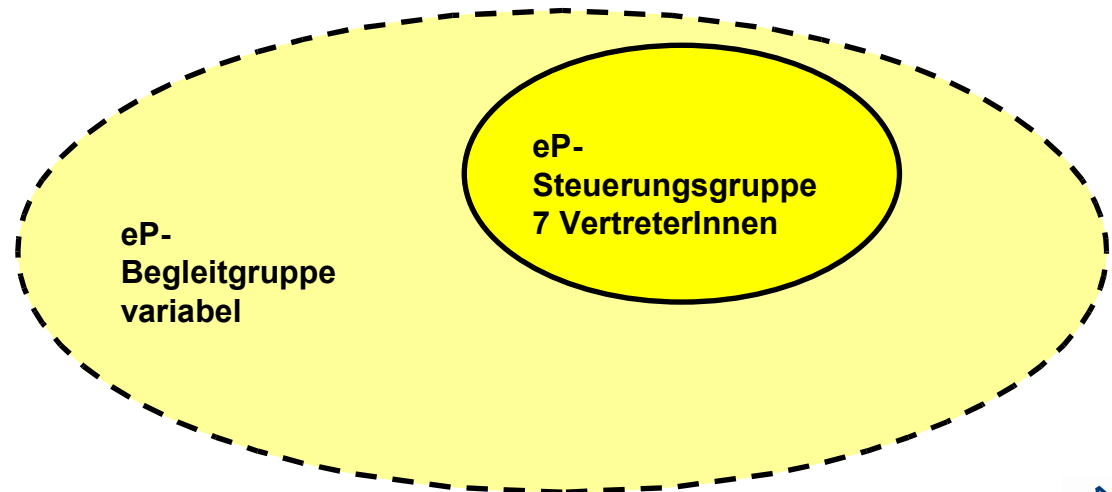 eP-
Steuerungsgruppe
7 VertreterInnen
eP-
Begleitgruppe
variabel